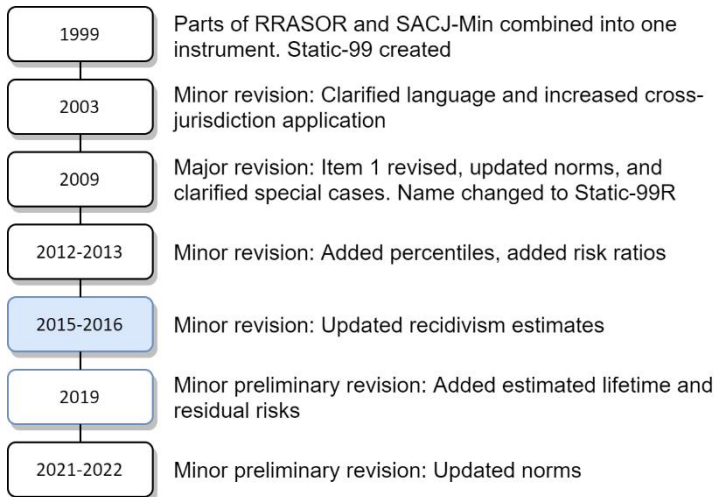 1999
Parts of RRASOR and SACJ-Min combined into one
instrument. Static-99 created
2003
Minor revision: Clarified language and increased cross-
jurisdiction application
2009
Major revision: Item 1 revised, updated norms, and
clarified special cases. Name changed to Static-99R
2012-2013
Minor revision: Added percentiles, added risk ratios
2015-2016
Minor revision: Updated recidivism estimates
2019
Minor preliminary revision: Added estimated lifetime and
residual risks
2021-2022
Minor preliminary revision: Updated norms